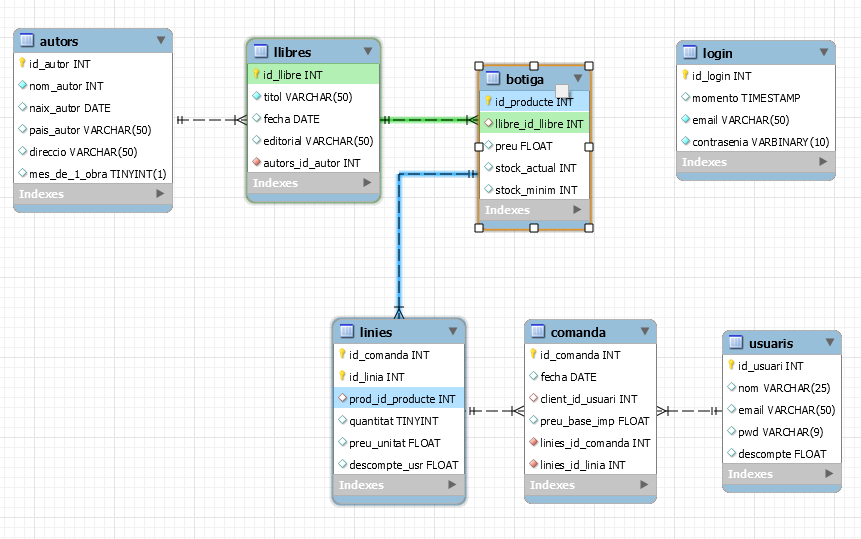 autors
id_autor INT
nom_autor INT
naix_autor DATE
pais_autor VARCHAR(50)
direccio VARCHAR(50)
mes_de_1_obra TINYINT(1)
Indexes
llibres
id_llibre INT
titol VARCHAR(50)
fecha DATE
editorial VARCHAR(50)
autors_id_autor INT
Indexes
botiga
id_producte INT
llibre_id_llibre INT
preu FLOAT
stock_actual INT
stock_minim INT
Indexes
login
id_login INT
momento TIMESTAMP
email VARCHAR(50)
contrasenia VARBINARY(10)
Indexes
linies
id_comanda INT
id_linia INT
prod_id_producte INT
quantitat TINYINT
preu_unitat FLOAT
descompte_usr FLOAT
Indexes
comanda
id_comanda INT
fecha DATE
client_id_usuari INT
preu_base_imp FLOAT
linies_id_comanda INT
linies_id_linia INT
Indexes
usuaris
id_usuari INT
nom VARCHAR(25)
email VARCHAR(50)
pwd VARCHAR(9)
descompte FLOAT
Indexes